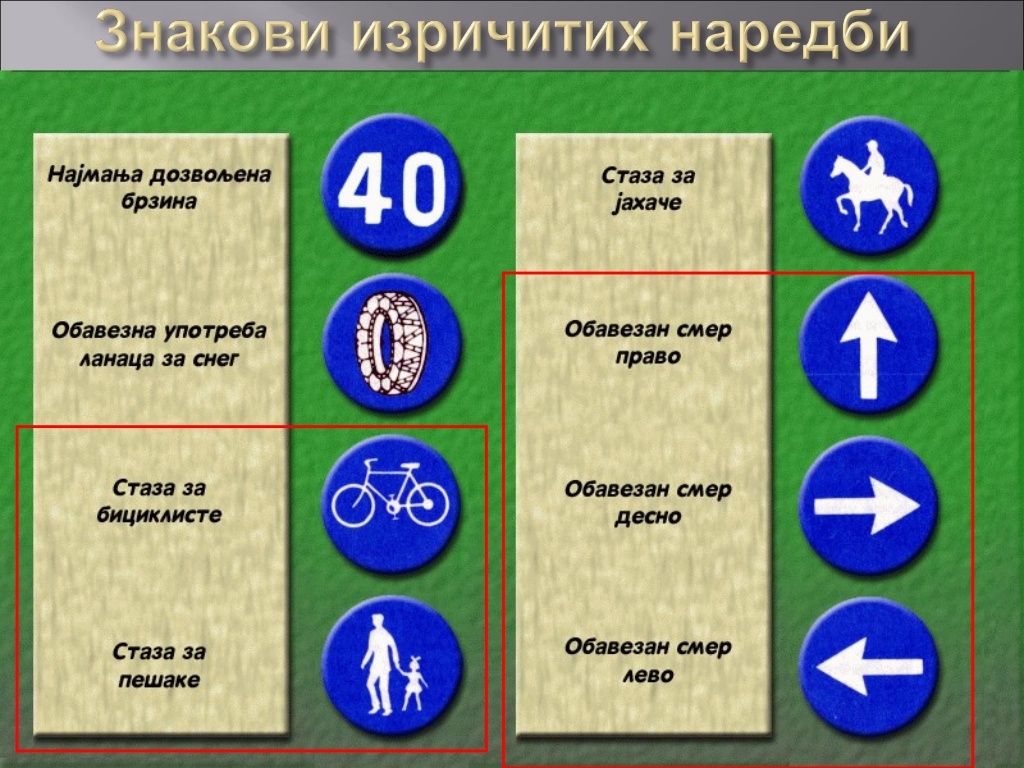 Знакови изричитих наредби
Најмања дозвољена
брзина
40
Обавезна употреба
ланаца за снег
Стаза за
бициклисте
Стаза за
пешаке
Стаза за
јахаче
Обавезан смер
право
Обавезан смер
десно
Обавезан смер
лево